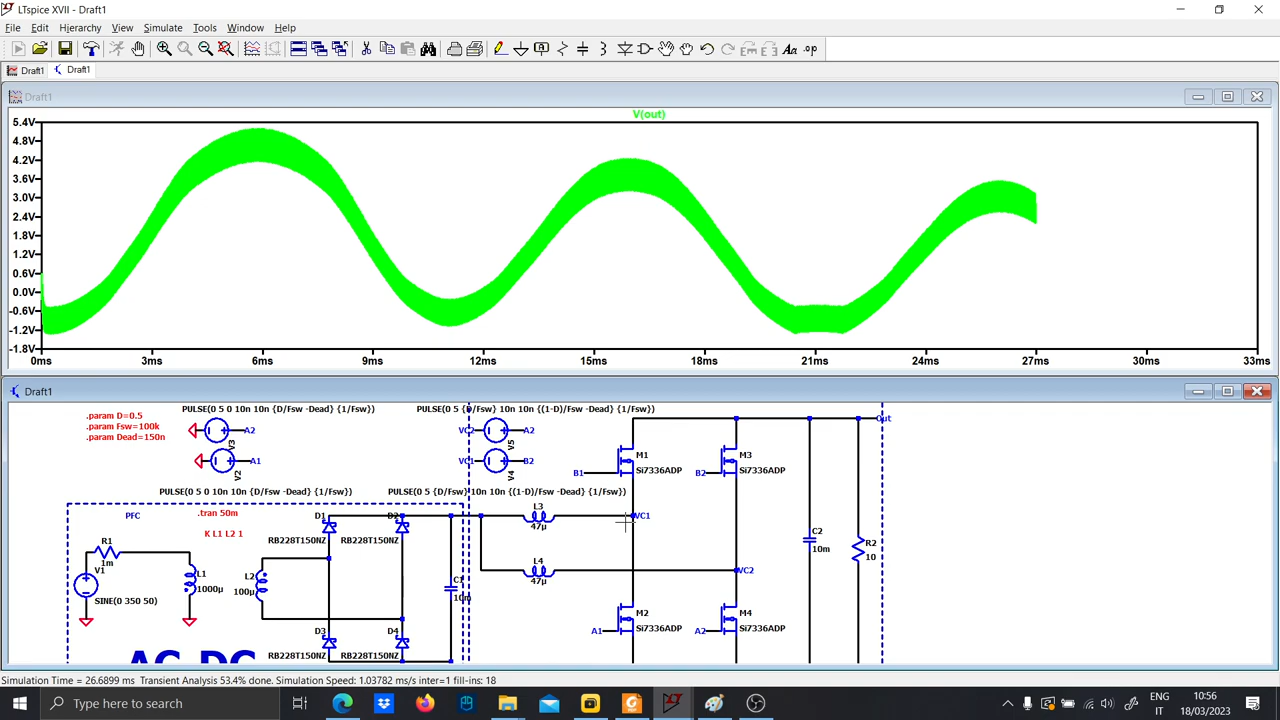 LTspice XVII - Draft1
File Edit Hierarchy View Simulate Tools Window Help
Draft1 Draft1
Draft1
V(out)
5.4V
4.8V
4.2V
3.6V
3.0V
2.4V
1.8V
1.2V
0.6V
0.0V
-0.6V
-1.2V
-1.8V
0ms 3ms 6ms 9ms 12ms 15ms 18ms 21ms 24ms 27ms 30ms 33ms
Draft1
.param D=0.5
.param Fsw=100k
.param Dead=150n
PULSE(0 5 0 10n 10n {D/Fsw -Dead} {1/Fsw})
A2
V3
A1
V2
PULSE(0 5 0 10n 10n {D/Fsw -Dead} {1/Fsw})
PULSE(0 5 {D/Fsw} 10n 10n {(1-D)/Fsw -Dead} {1/Fsw})
VC2 A2
V5
VC1 B2
V4
PULSE(0 5 {D/Fsw} 10n 10n {(1-D)/Fsw -Dead} {1/Fsw})
Out
M1
Si7336ADP
B1
M3
Si7336ADP
B2
PFC
.tran 50m
K L1 L2 1
R1
1m
V1
SINE(0 350 50)
L1
1000µ
L2
100µ
D1
RB228T150NZ
D2
RB228T150NZ
D3
RB228T150NZ
D4
RB228T150NZ
C1
10m
L3
47µ
VC1
L4
47µ
VC2
M2
Si7336ADP
A1
M4
Si7336ADP
A2
C2
10m
R2
10
AC-DC
Simulation Time = 26.6899 ms Transient Analysis 53.4% done. Simulation Speed: 1.03782 ms/s inter=1 fill-ins: 18
Type here to search
ENG
IT
10:56
18/03/2023